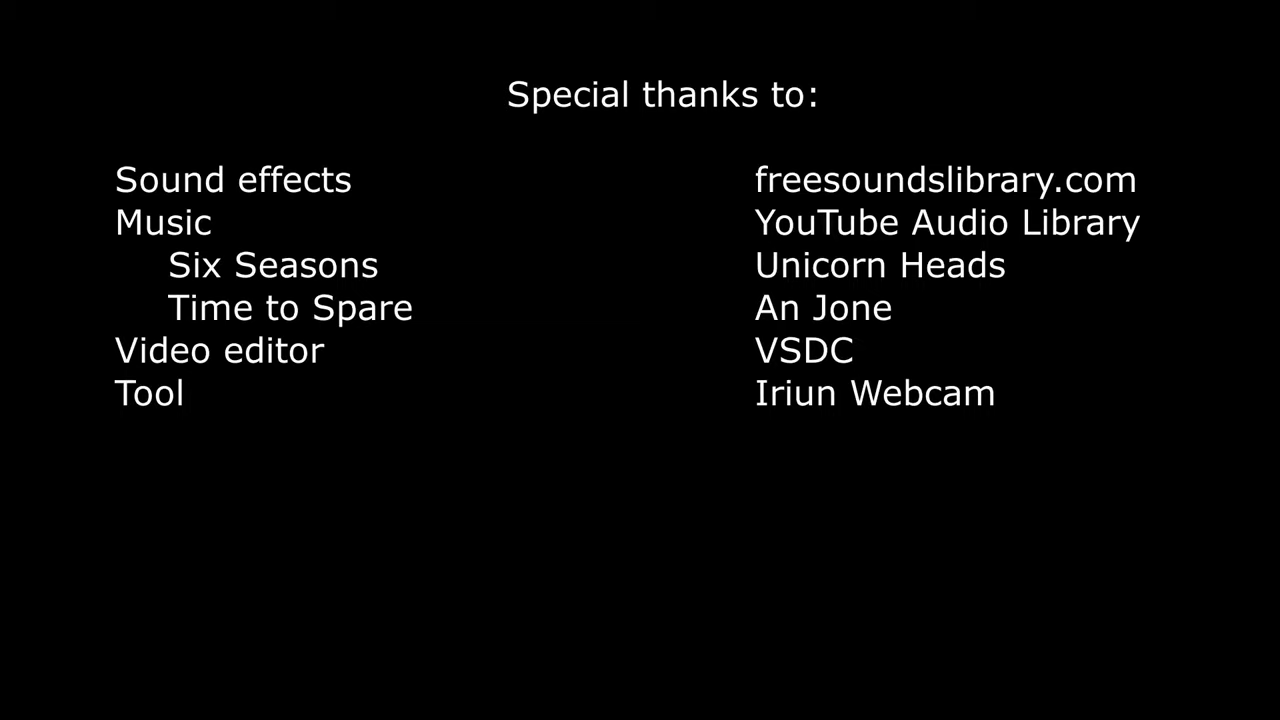 Special thanks to:
Sound effects freesoundslibrary.com
Music YouTube Audio Library
Six Seasons Unicorn Heads
Time to Spare An Jone
Video editor VSDC
Tool Iriun Webcam